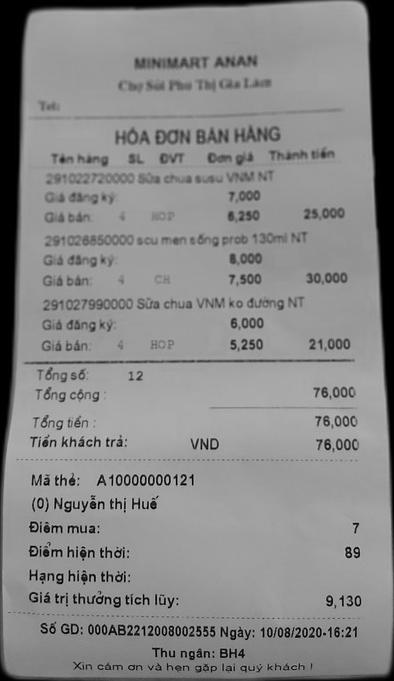 MINIMART ANAN
Chợ Sủi Phú Thị Gia Lâm
Tel:
HÓA ĐƠN BÁN HÀNG
Tên hàng SL ĐVT Đơn giá Thành tiền
291022720000 Sữa chua susu VNM NT
Giá đăng ký: 7,000
Giá bán: 4 HOP 6,250 25,000
291026850000 scu men sống prob 130ml NT
Giá đăng ký: 8,000
Giá bán: 4 CH 7,500 30,000
291027990000 Sữa chua VNM ko đường NT
Giá đăng ký: 6,000
Giá bán: 4 HOP 5,250 21,000
Tổng số: 12
Tổng cộng : 76,000
Tổng tiền : 76,000
Tiền khách trả: VND 76,000
Mã thẻ: A10000000121
(0) Nguyễn thị Huế
Điểm mua: 7
Điểm hiện thời: 89
Hạng hiện thời:
Giá trị thưởng tích lũy: 9,130
Số GD: 000AB2212008002555 Ngày: 10/08/2020-16:21
Thu ngân: BH4
Xin cảm ơn và hẹn gặp lại quý khách !